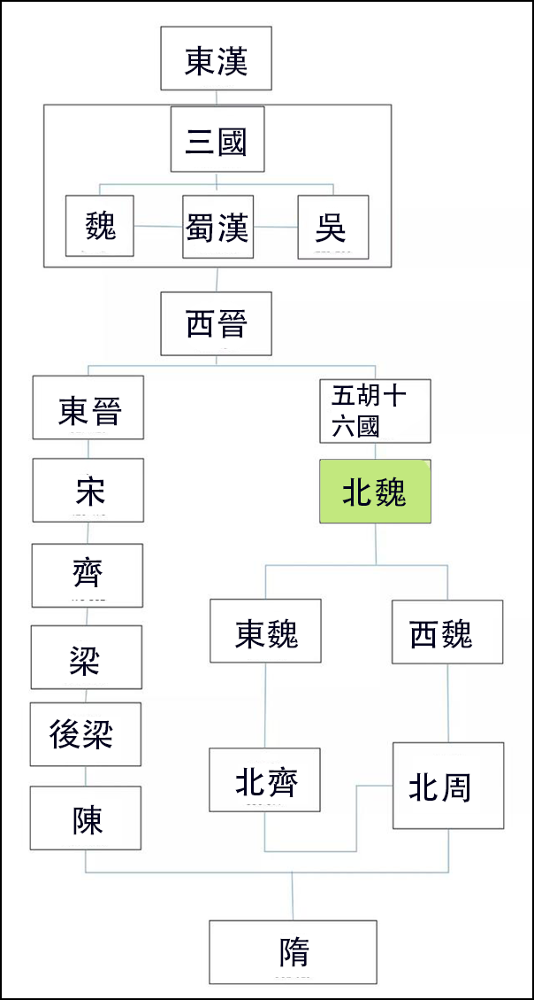 東漢
三國
魏
蜀漢
吳
西晉
東晉
五胡十
六國
宋
北魏
齊
東魏
西魏
梁
後梁
北齊
北周
陳
隋